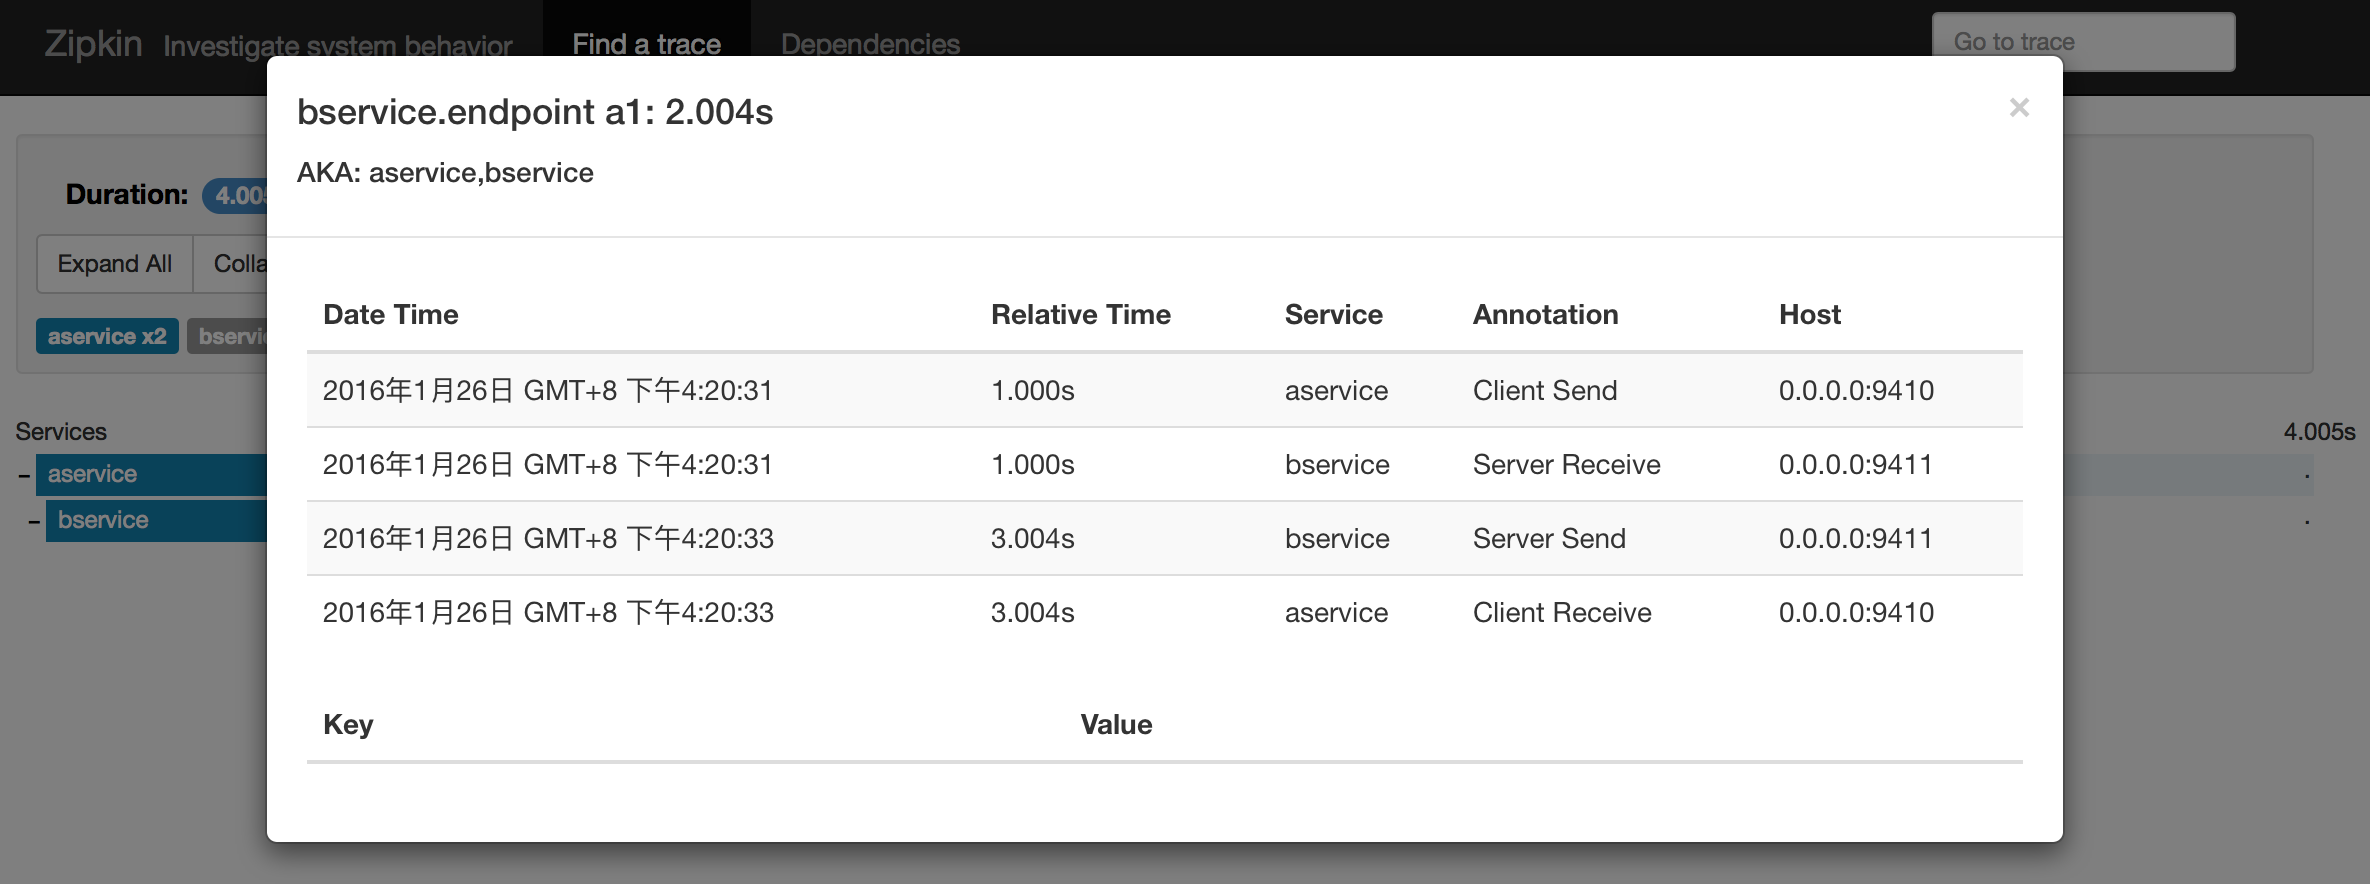 Zipkin Investigate system behavior Find a trace Dependencies Go to trace
bservice.endpoint a1: 2.004s ×
AKA: aservice,bservice
Duration: 4.005
Expand All Colla
aservice x2 bservic
Date Time Relative Time Service Annotation Host
2016年1月26日 GMT+8 下午4:20:31 1.000s aservice Client Send 0.0.0.0:9410
2016年1月26日 GMT+8 下午4:20:31 1.000s bservice Server Receive 0.0.0.0:9411
2016年1月26日 GMT+8 下午4:20:33 3.004s bservice Server Send 0.0.0.0:9411
2016年1月26日 GMT+8 下午4:20:33 3.004s aservice Client Receive 0.0.0.0:9410
Key Value
Services 4.005s
– aservice .
– bservice .